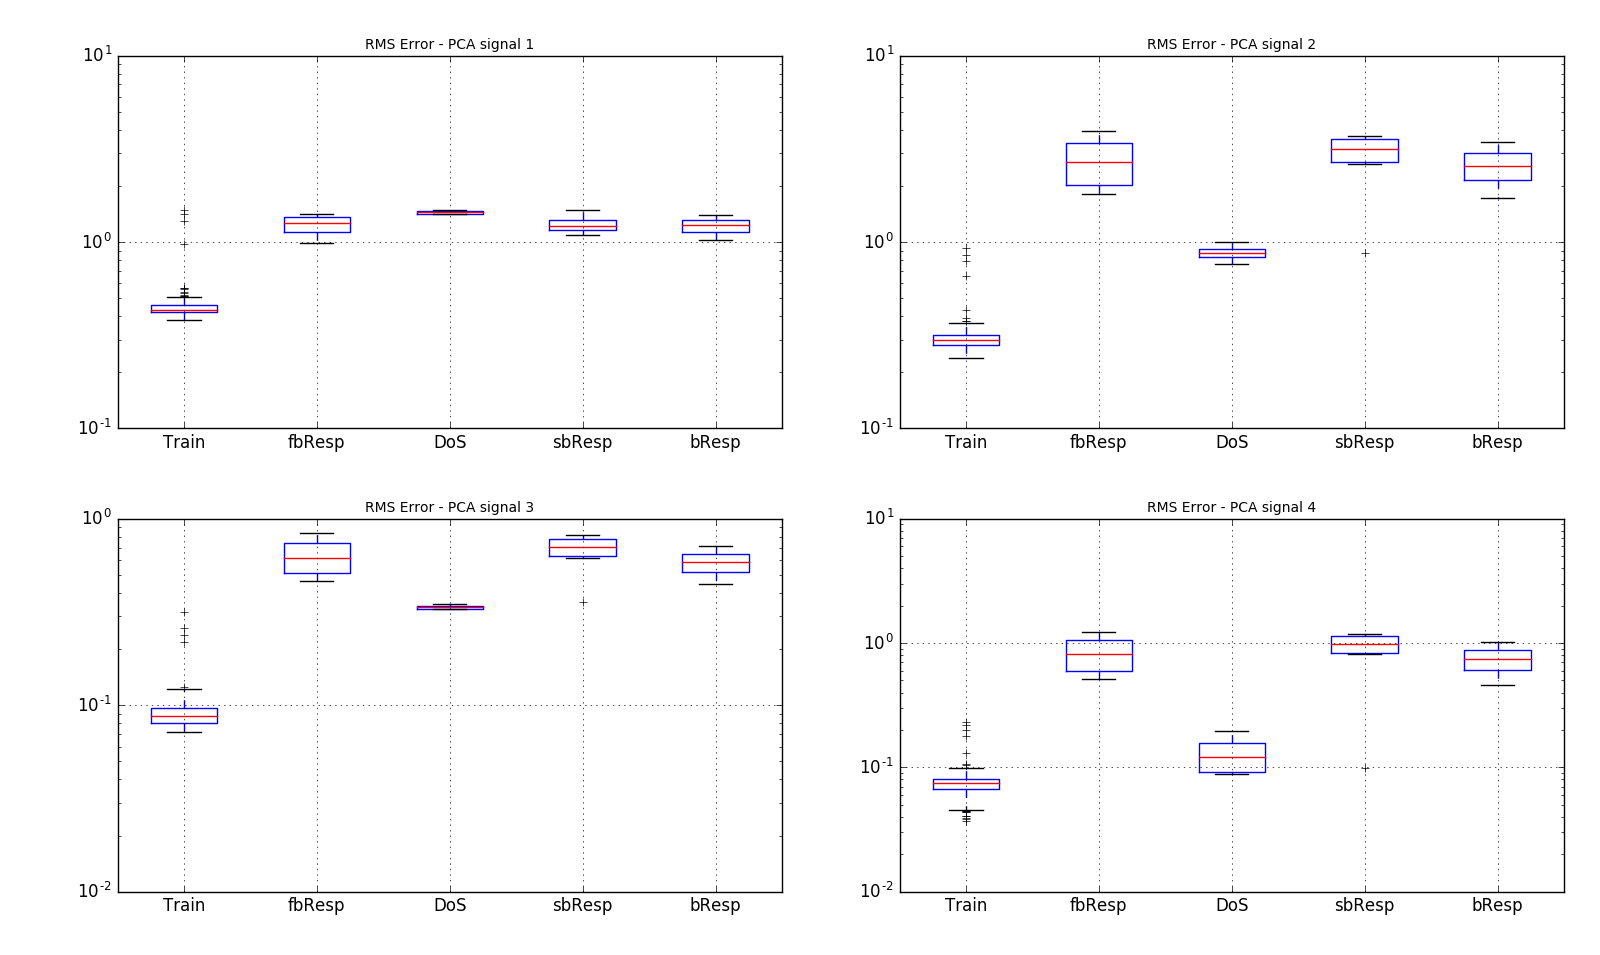 RMS Error - PCA signal 1
10^1
10^0
10^-1
Train fbResp DoS sbResp bResp
RMS Error - PCA signal 2
10^1
10^0
10^-1
Train fbResp DoS sbResp bResp
RMS Error - PCA signal 3
10^0
10^-1
10^-2
Train fbResp DoS sbResp bResp
RMS Error - PCA signal 4
10^1
10^0
10^-1
10^-2
Train fbResp DoS sbResp bResp